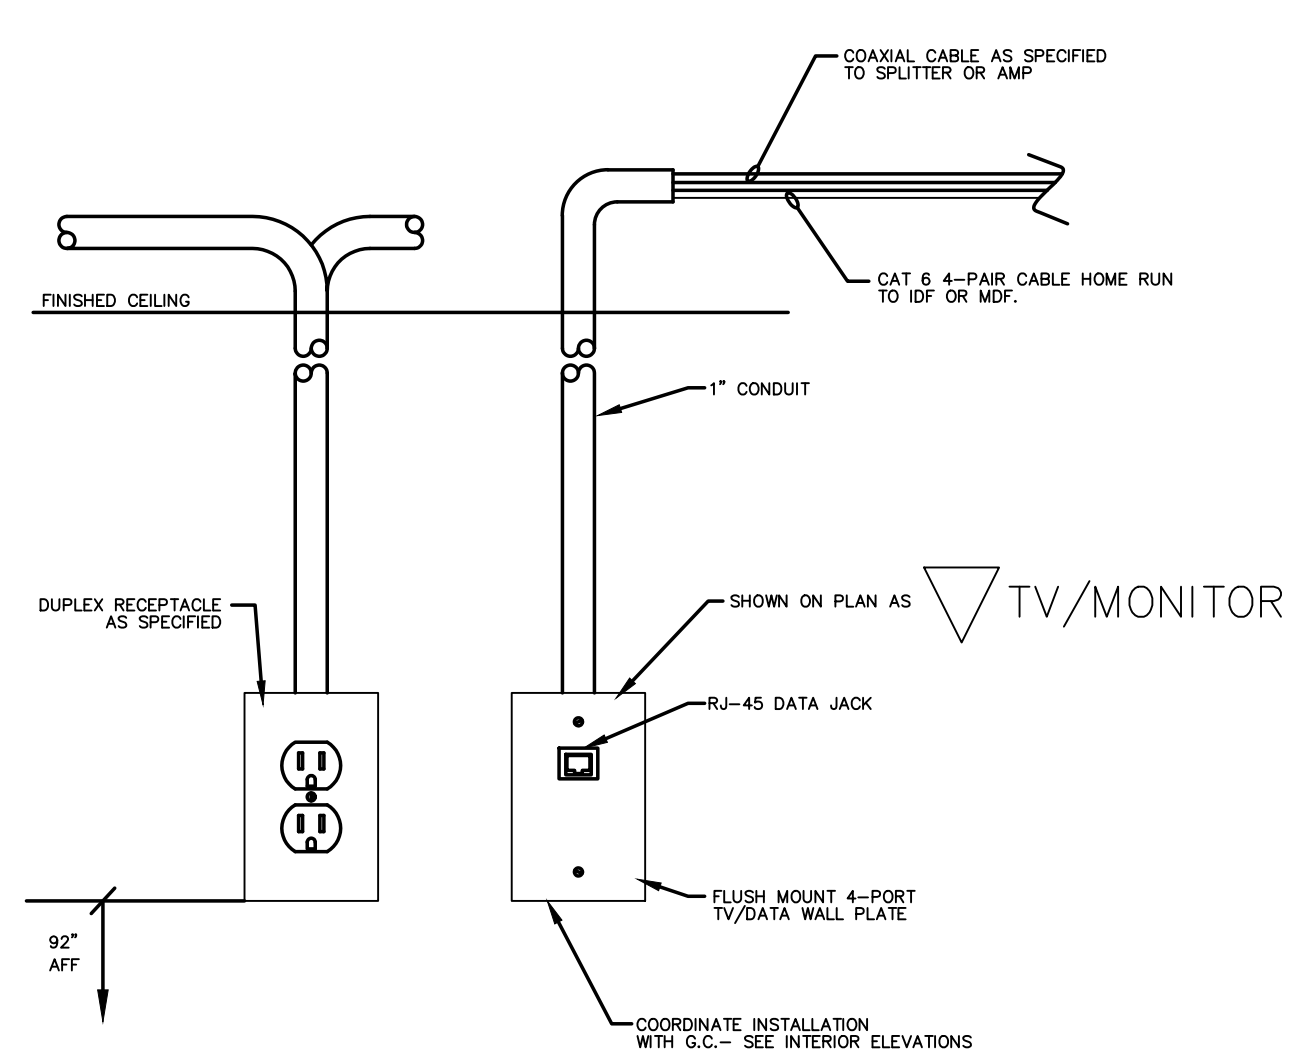 COAXIAL CABLE AS SPECIFIED
TO SPLITTER OR AMP
CAT 6 4-PAIR CABLE HOME RUN
TO IDF OR MDF.
FINISHED CEILING
1" CONDUIT
DUPLEX RECEPTACLE
AS SPECIFIED
SHOWN ON PLAN AS
TV/MONITOR
RJ-45 DATA JACK
FLUSH MOUNT 4-PORT
TV/DATA WALL PLATE
92"
AFF
COORDINATE INSTALLATION
WITH G.C.- SEE INTERIOR ELEVATIONS